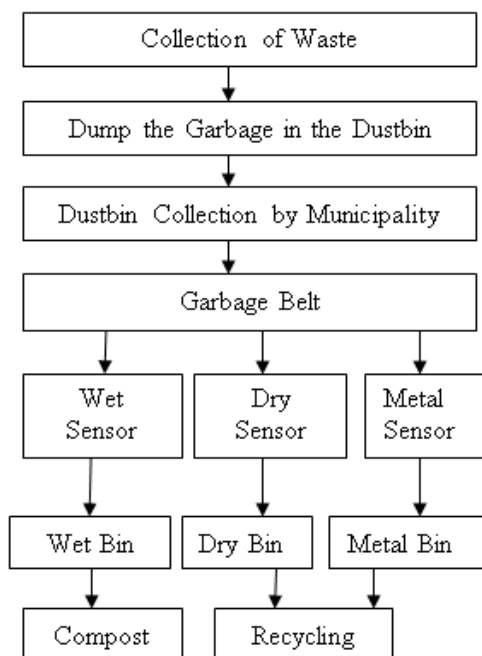 Collection of Waste
Dump the Garbage in the Dustbin
Dustbin Collection by Municipality
Garbage Belt
Wet
Sensor
Dry
Sensor
Metal
Sensor
Wet Bin
Dry Bin
Metal Bin
Compost
Recycling